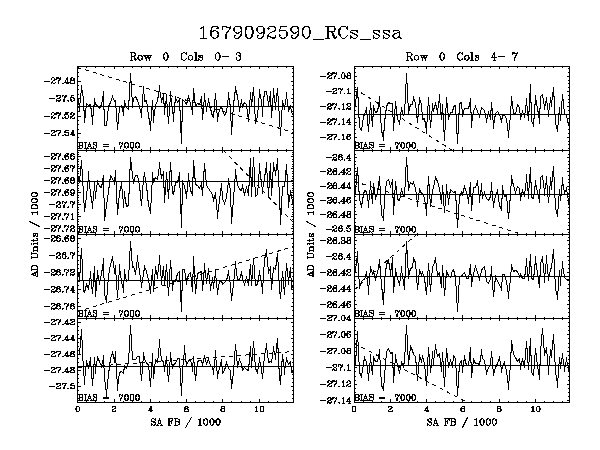 1679092590_RCs_ssa
Row 0 Cols 0- 3
Row 0 Cols 4- 7
-27.48
-27.5
-27.52
-27.54
BIAS = 7000
-27.08
-27.1
-27.12
-27.14
-27.16
BIAS = 7000
-27.66
-27.67
-27.68
-27.69
-27.7
-27.71
-27.72
BIAS = 7000
-26.4
-26.42
-26.44
-26.46
-26.48
-26.5
BIAS = 7000
-26.68
-26.7
-26.72
-26.74
-26.76
BIAS = 7000
-26.38
-26.4
-26.42
-26.44
-26.46
BIAS = 7000
-27.42
-27.44
-27.46
-27.48
-27.5
BIAS = 7000
-27.04
-27.06
-27.08
-27.1
-27.12
-27.14
BIAS = 7000
AD Units / 1000
AD Units / 1000
0 2 4 6 8 10
0 2 4 6 8 10
SA FB / 1000
SA FB / 1000